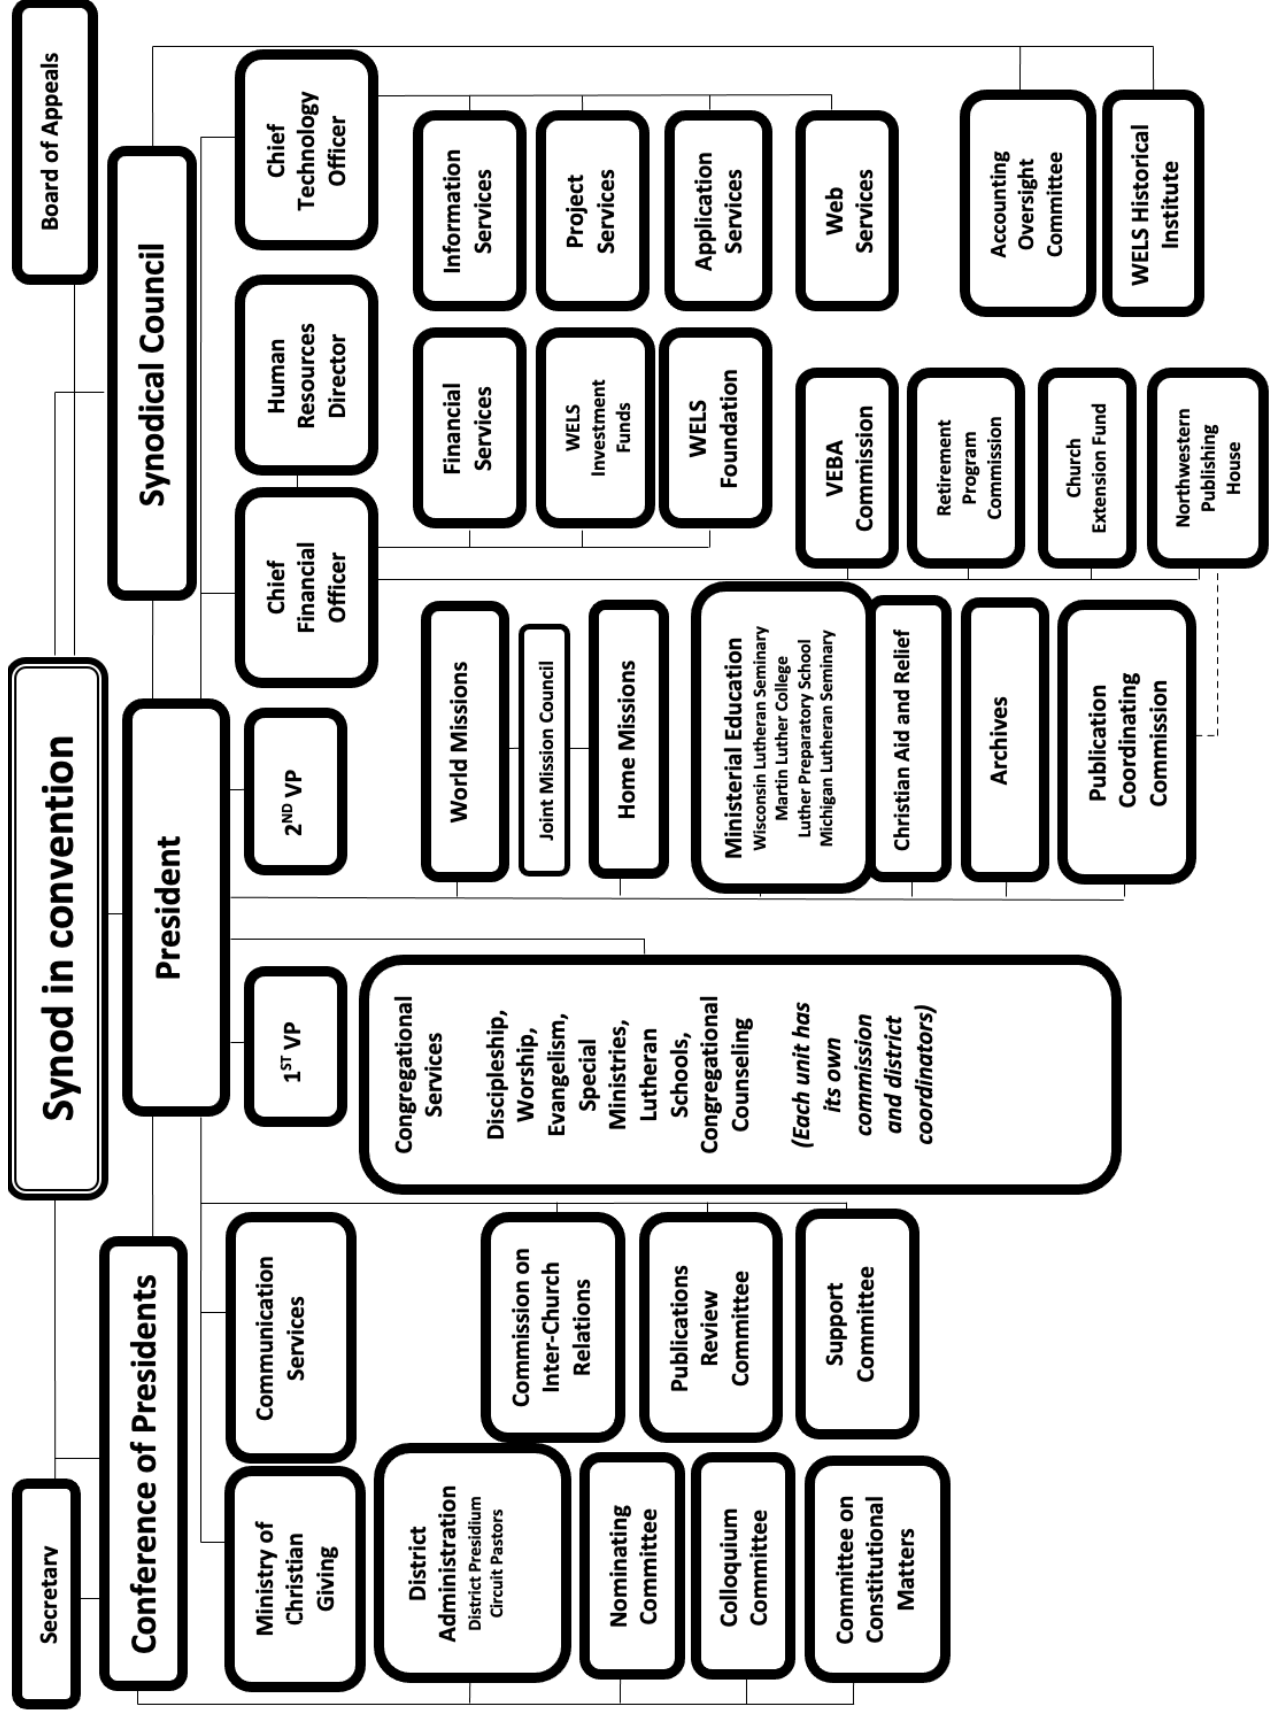 Synod in convention
Secretary
Board of Appeals
Conference of Presidents
President
Synodical Council
Ministry of
Christian
Giving
Communication
Services
1ST VP
2ND VP
Chief
Financial
Officer
Human
Resources
Director
Chief
Technology
Officer
District
Administration
District Presidium
Circuit Pastors
Nominating
Committee
Colloquium
Committee
Committee on
Constitutional
Matters
Commission on
Inter-Church
Relations
Publications
Review
Committee
Support
Committee
Congregational
Services
Discipleship,
Worship,
Evangelism,
Special
Ministries,
Lutheran
Schools,
Congregational
Counseling
(Each unit has
its own
commission
and district
coordinators)
World Missions
Joint Mission Council
Home Missions
Ministerial Education
Wisconsin Lutheran Seminary
Martin Luther College
Luther Preparatory School
Michigan Lutheran Seminary
Christian Aid and Relief
Archives
Publication
Coordinating
Commission
Financial
Services
WELS
Investment
Funds
WELS
Foundation
VEBA
Commission
Retirement
Program
Commission
Church
Extension Fund
Northwestern
Publishing
House
Information
Services
Project
Services
Application
Services
Web
Services
Accounting
Oversight
Committee
WELS Historical
Institute